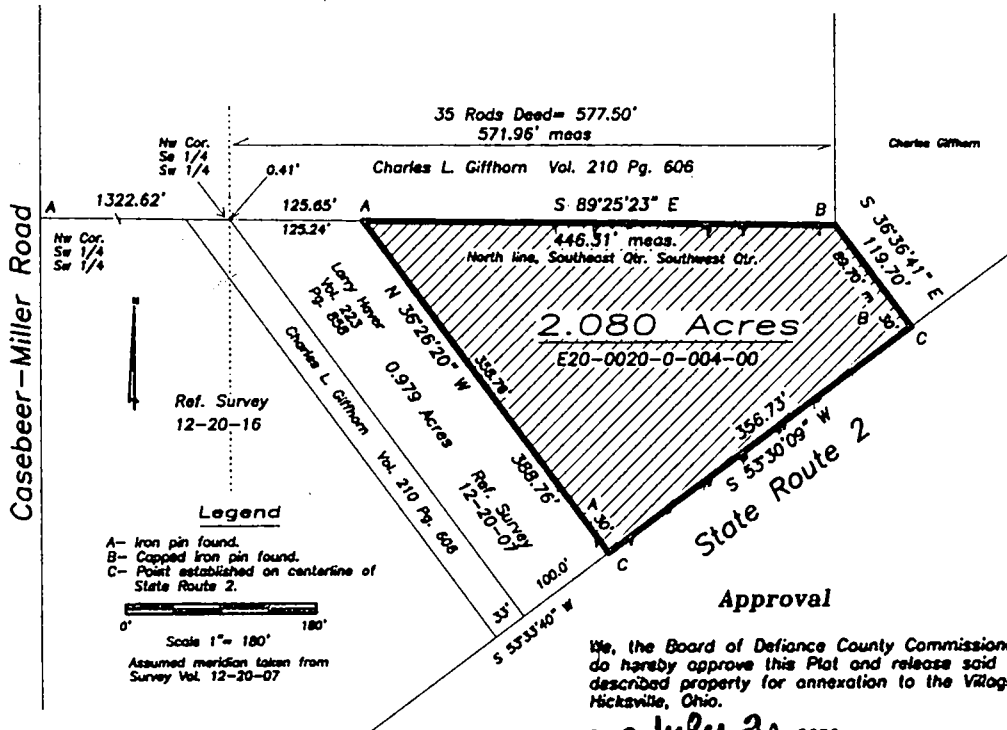 35 Rods Deed= 577.50'
571.96' meas
Charles L. Giffhorn Vol. 210 Pg. 606
Charles Giffhorn
Nw Cor.
Se 1/4
Sw 1/4
0.41'
A
1322.62'
125.65'
125.24'
A
S 89°25'23" E
B
446.31' meas.
North line, Southeast Qtr. Southwest Qtr.
Nw Cor.
Sw 1/4
Sw 1/4
S 36°36'41" E
119.70'
89.70' m
B
30'
C
Casebeer-Miller Road
N
Ref. Survey
12-20-16
Larry Havor
Vol. 223
Pg. 858
N 36°26'20" W
358.76'
388.76'
0.979 Acres
Ref. Survey
12-20-07
Charles L. Giffhorn Vol. 210 Pg. 606
2.080 Acres
E20-0020-0-004-00
356.73'
S 53°30'09" W
State Route 2
A
30'
C
100.0'
33'
S 53°33'40" W
Legend
A- Iron pin found.
B- Capped iron pin found.
C- Point established on centerline of
State Route 2.
0' 180'
Scale 1"= 180'
Assumed meridian taken from
Survey Vol. 12-20-07
Approval
We, the Board of Defiance County Commission
do hereby approve this Plat and release said
described property for annexation to the Villag
Hicksville, Ohio.
July